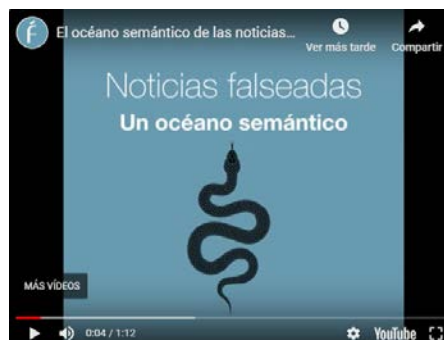 É
El océano semántico de las noticias...
Ver más tarde
Compartir
Noticias falseadas
Un océano semántico
MÁS VÍDEOS
0:04 / 1:12
YouTube